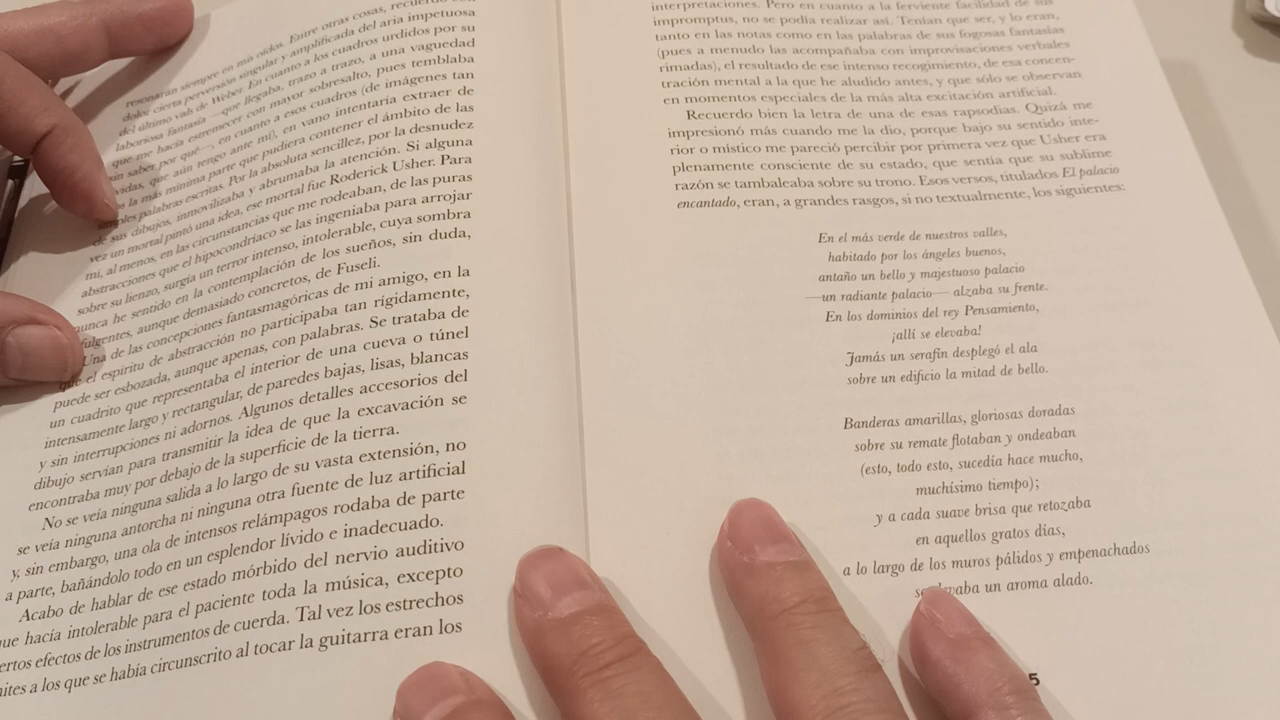 resonarán siempre en mis oídos. Entre otras cosas, recuerdo con
dolor cierta perversión singular y amplificada del aria impetuosa
del último vals de Weber. En cuanto a los cuadros urdidos por su
laboriosa fantasía —que llegaba, trazo a trazo, a una vaguedad
que me hacía estremecer con mayor sobresalto, pues temblaba
sin saber por qué—, en cuanto a esos cuadros (de imágenes tan
vidas, que aún tengo ante mí), en vano intentaría extraer de
la más mínima parte que pudiera contener el ámbito de las
simples palabras escritas. Por la absoluta sencillez, por la desnudez
de sus dibujos, inmovilizaba y abrumaba la atención. Si alguna
vez un mortal pintó una idea, ese mortal fue Roderick Usher. Para
mí, al menos, en las circunstancias que me rodeaban, de las puras
abstracciones que el hipocondríaco se las ingeniaba para arrojar
sobre su lienzo, surgía un terror intenso, intolerable, cuya sombra
nunca he sentido en la contemplación de los sueños, sin duda,
fulgentes, aunque demasiado concretos, de Fuseli.
Una de las concepciones fantasmagóricas de mi amigo, en la
que el espíritu de abstracción no participaba tan rígidamente,
puede ser esbozada, aunque apenas, con palabras. Se trataba de
un cuadrito que representaba el interior de una cueva o túnel
intensamente largo y rectangular, de paredes bajas, lisas, blancas
y sin interrupciones ni adornos. Algunos detalles accesorios del
dibujo servían para transmitir la idea de que la excavación se
encontraba muy por debajo de la superficie de la tierra.
No se veía ninguna salida a lo largo de su vasta extensión, no
se veía ninguna antorcha ni ninguna otra fuente de luz artificial
y, sin embargo, una ola de intensos relámpagos rodaba de parte
a parte, bañándolo todo en un esplendor lívido e inadecuado.
Acabo de hablar de ese estado mórbido del nervio auditivo
que hacía intolerable para el paciente toda la música, excepto
ertos efectos de los instrumentos de cuerda. Tal vez los estrechos
ites a los que se había circunscrito al tocar la guitarra eran los
interpretaciones. Pero en cuanto a la ferviente facilidad de sus
impromptus, no se podía realizar así. Tenían que ser, y lo eran,
tanto en las notas como en las palabras de sus fogosas fantasías
(pues a menudo las acompañaba con improvisaciones verbales
rimadas), el resultado de ese intenso recogimiento, de esa concen-
tración mental a la que he aludido antes, y que sólo se observan
en momentos especiales de la más alta excitación artificial.
Recuerdo bien la letra de una de esas rapsodias. Quizá me
impresionó más cuando me la dio, porque bajo su sentido inte-
rior o místico me pareció percibir por primera vez que Usher era
plenamente consciente de su estado, que sentía que su sublime
razón se tambaleaba sobre su trono. Esos versos, titulados El palacio
encantado, eran, a grandes rasgos, si no textualmente, los siguientes:
En el más verde de nuestros valles,
habitado por los ángeles buenos,
antaño un bello y majestuoso palacio
—un radiante palacio— alzaba su frente.
En los dominios del rey Pensamiento,
¡allí se elevaba!
Jamás un serafín desplegó el ala
sobre un edificio la mitad de bello.
Banderas amarillas, gloriosas doradas
sobre su remate flotaban y ondeaban
(esto, todo esto, sucedía hace mucho,
muchísimo tiempo);
y a cada suave brisa que retozaba
en aquellos gratos días,
a lo largo de los muros pálidos y empenachados
se elevaba un aroma alado.
5